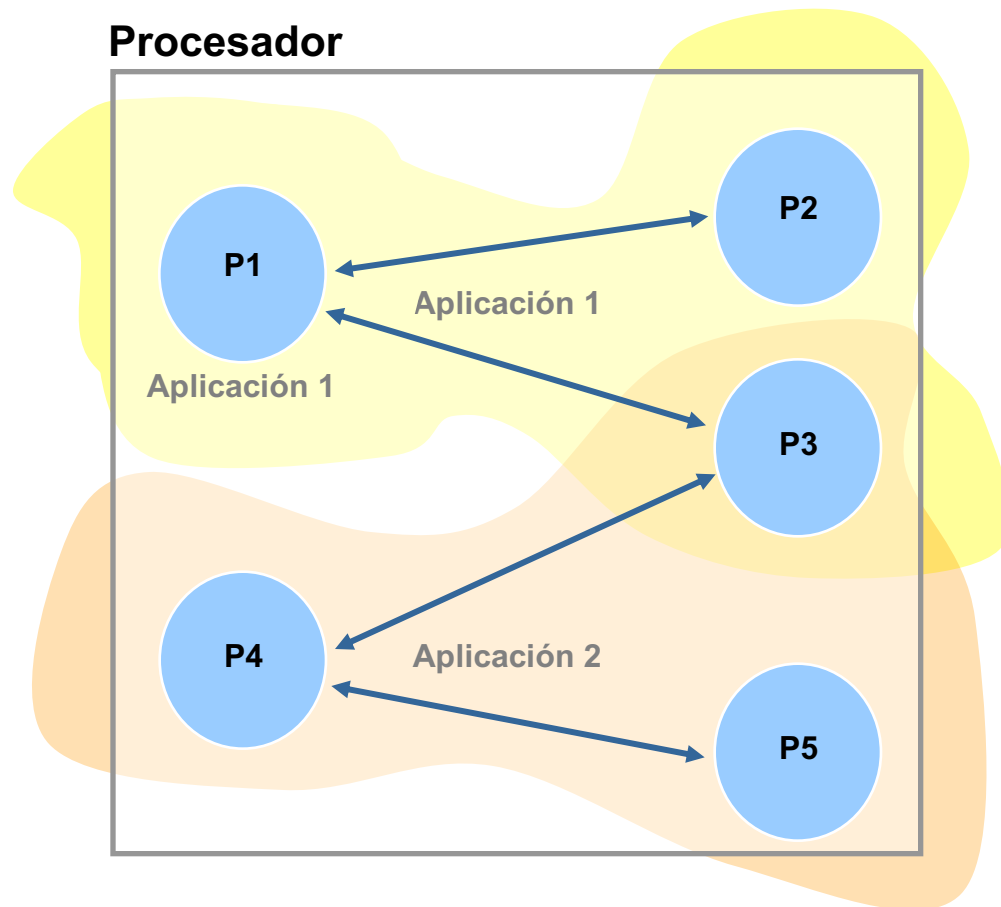 Procesador
P2
P1
Aplicación 1
Aplicación 1
P3
P4
Aplicación 2
P5